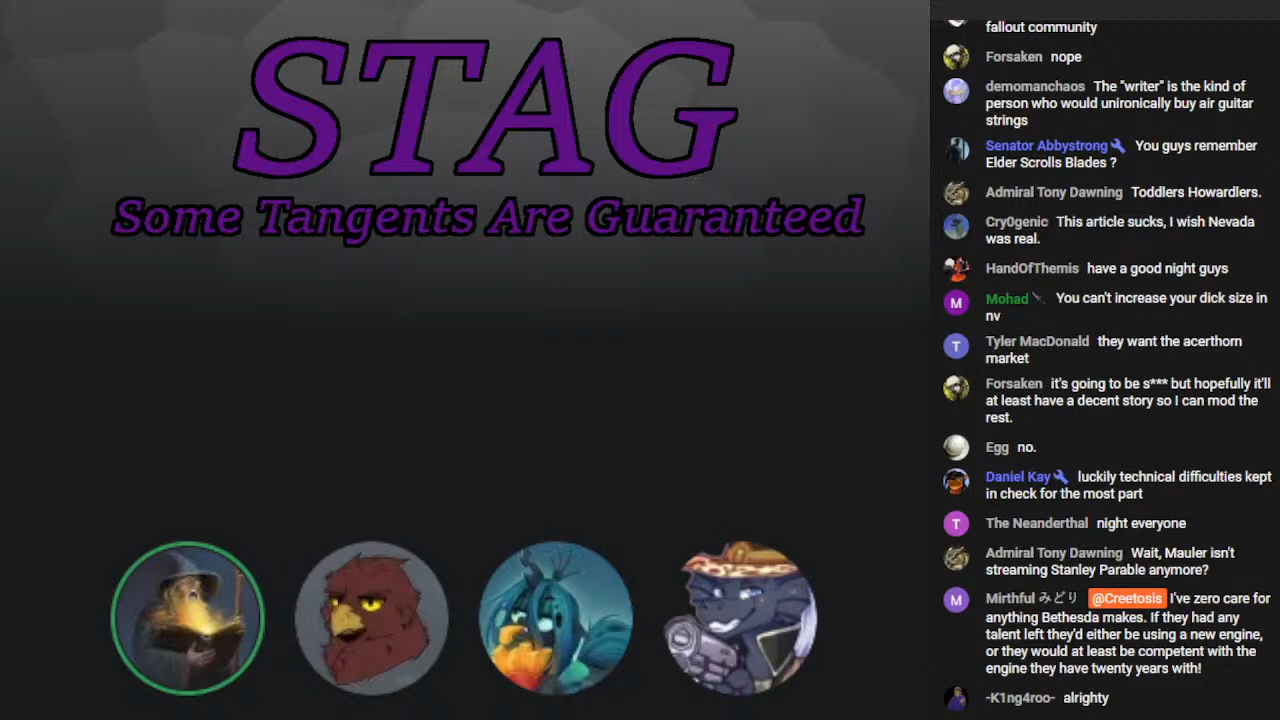 STAG
Some Tangents Are Guaranteed
fallout community
Forsaken nope
demomanchaos The "writer" is the kind of
person who would unironically buy air guitar
strings
Senator Abbystrong You guys remember
Elder Scrolls Blades ?
Admiral Tony Dawning Toddlers Howardlers.
Cry0genic This article sucks, I wish Nevada
was real.
HandOfThemis have a good night guys
M
Mohad You can't increase your dick size in
nv
T
Tyler MacDonald they want the acerthorn
market
Forsaken it's going to be s*** but hopefully it'll
at least have a decent story so I can mod the
rest.
Egg no.
Daniel Kay luckily technical difficulties kept
in check for the most part
T
The Neanderthal night everyone
Admiral Tony Dawning Wait, Mauler isn't
streaming Stanley Parable anymore?
M
Mirthful みどり @Creetosis I've zero care for
anything Bethesda makes. If they had any
talent left they'd either be using a new engine,
or they would at least be competent with the
engine they have twenty years with!
-K1ng4roo- alrighty